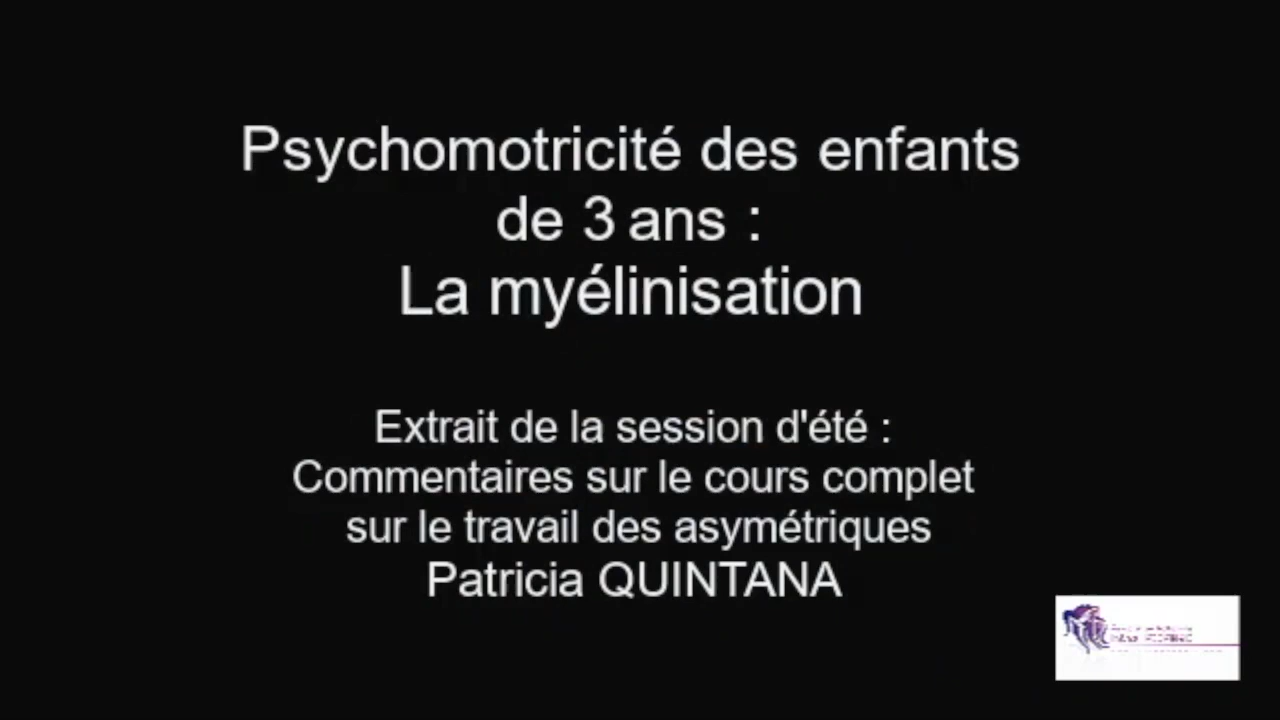 Psychomotricité des enfants
de 3 ans :
La myélinisation
Extrait de la session d'été :
Commentaires sur le cours complet
sur le travail des asymétriques
Patricia QUINTANA